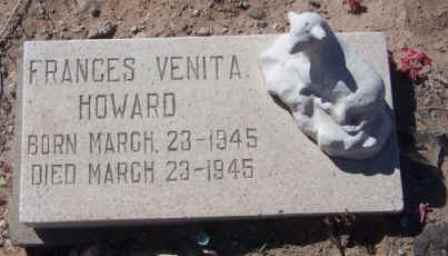 FRANCES VENITA
HOWARD
BORN MARCH, 23-1945
DIED MARCH 23-1945